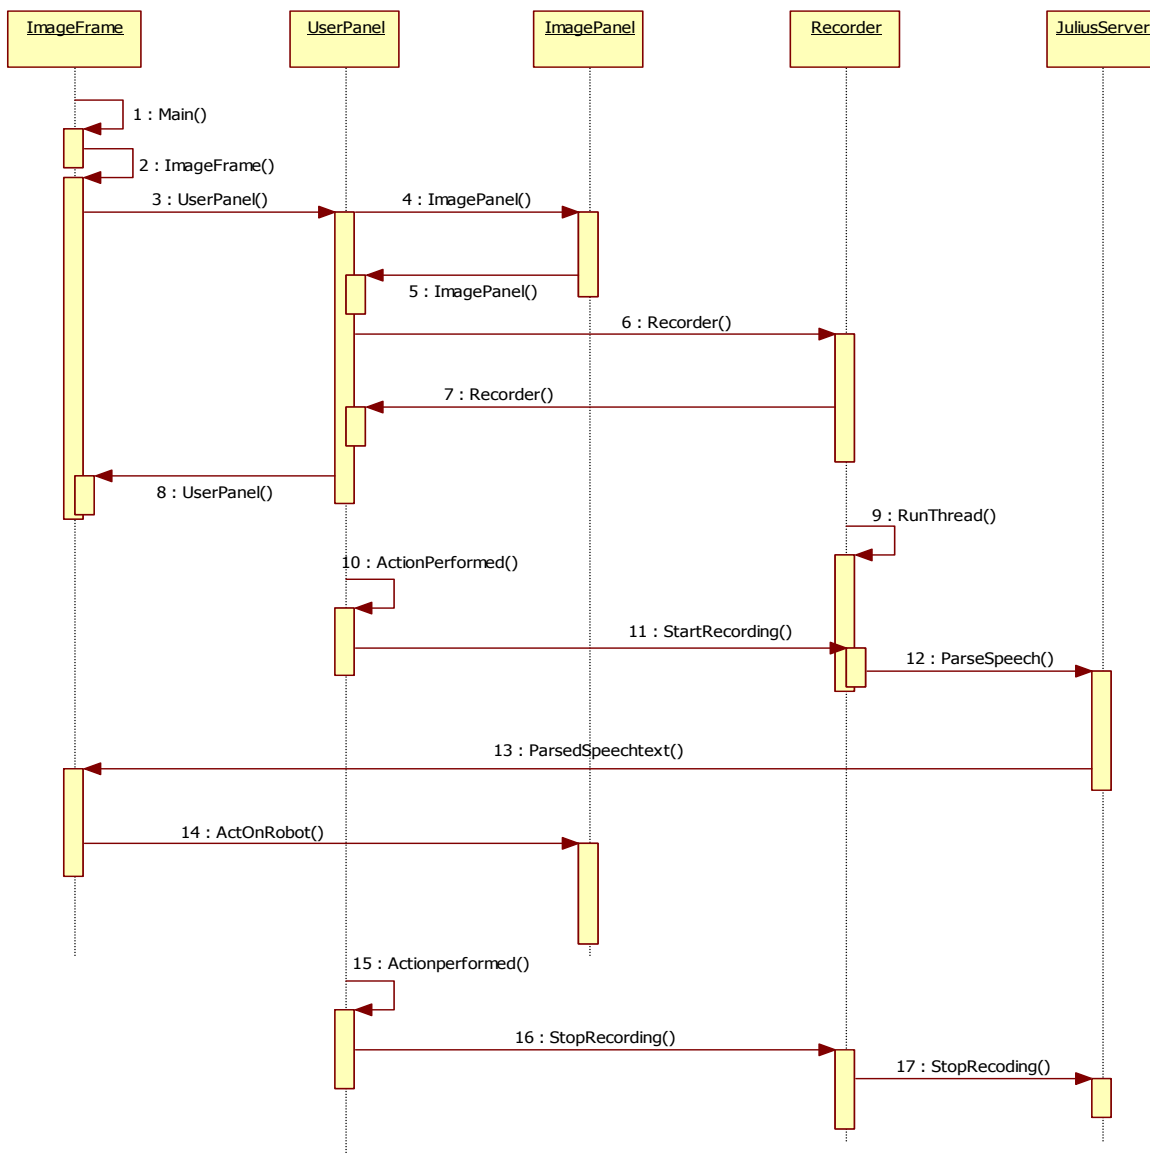 ImageFrame
UserPanel
ImagePanel
Recorder
JuliusServer
1 : Main()
2 : ImageFrame()
3 : UserPanel()
4 : ImagePanel()
5 : ImagePanel()
6 : Recorder()
7 : Recorder()
8 : UserPanel()
9 : RunThread()
10 : ActionPerformed()
11 : StartRecording()
12 : ParseSpeech()
13 : ParsedSpeechtext()
14 : ActOnRobot()
15 : Actionperformed()
16 : StopRecording()
17 : StopRecoding()